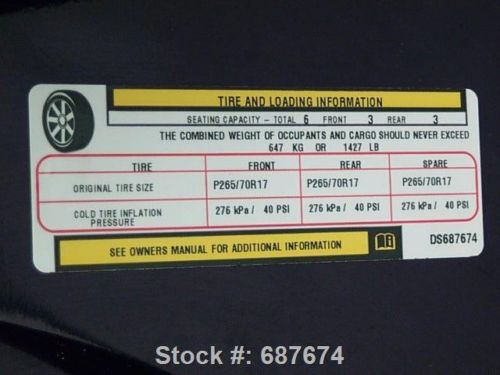 TIRE AND LOADING INFORMATION
SEATING CAPACITY - TOTAL 6 FRONT 3 REAR 3
THE COMBINED WEIGHT OF OCCUPANTS AND CARGO SHOULD NEVER EXCEED
647 KG OR 1427 LB
TIRE FRONT REAR SPARE
ORIGINAL TIRE SIZE P265/70R17 P265/70R17 P265/70R17
COLD TIRE INFLATION PRESSURE 276 kPa / 40 PSI 276 kPa / 40 PSI 276 kPa / 40 PSI
SEE OWNERS MANUAL FOR ADDITIONAL INFORMATION
DS687674
Stock #: 687674